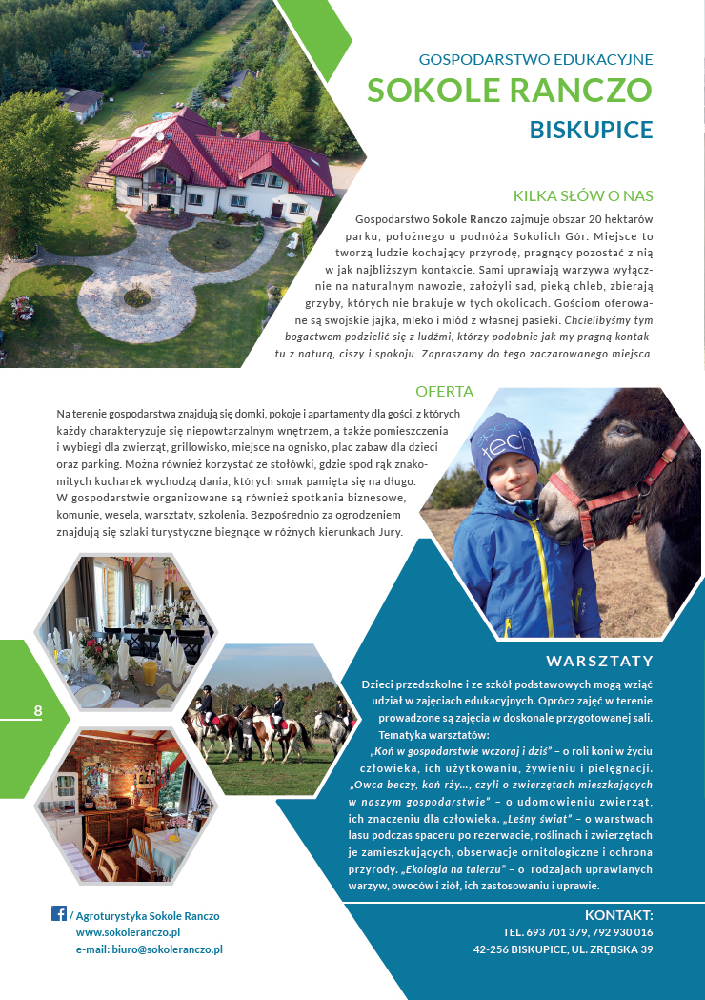 GOSPODARSTWO EDUKACYJNE
SOKOLE RANCZO
BISKUPICE
KILKA SŁÓW O NAS
Gospodarstwo Sokole Ranczo zajmuje obszar 20 hektarów
parku, położnego u podnóża Sokolich Gór. Miejsce to
tworzą ludzie kochający przyrodę, pragnący pozostać z nią
w jak najbliższym kontakcie. Sami uprawiają warzywa wyłącz-
nie na naturalnym nawozie, założyli sad, pieką chleb, zbierają
grzyby, których nie brakuje w tych okolicach. Gościom oferowa-
ne są swojskie jajka, mleko i miód z własnej pasieki. Chcielibyśmy tym
bogactwem podzielić się z ludźmi, którzy podobnie jak my pragną kontak-
tu z naturą, ciszy i spokoju. Zapraszamy do tego zaczarowanego miejsca.
OFERTA
Na terenie gospodarstwa znajdują się domki, pokoje i apartamenty dla gości, z których
każdy charakteryzuje się niepowtarzalnym wnętrzem, a także pomieszczenia
i wybiegi dla zwierząt, grillowisko, miejsce na ognisko, plac zabaw dla dzieci
oraz parking. Można również korzystać ze stołówki, gdzie spod rąk znako-
mitych kucharek wychodzą dania, których smak pamięta się na długo.
W gospodarstwie organizowane są również spotkania biznesowe,
komunie, wesela, warsztaty, szkolenia. Bezpośrednio za ogrodzeniem
znajdują się szlaki turystyczne biegnące w różnych kierunkach Jury.
tech
WARSZTATY
Dzieci przedszkolne i ze szkół podstawowych mogą wziąć
udział w zajęciach edukacyjnych. Oprócz zajęć w terenie
prowadzone są zajęcia w doskonale przygotowanej sali.
Tematyka warsztatów:
„Koń w gospodarstwie wczoraj i dziś” – o roli koni w życiu
człowieka, ich użytkowaniu, żywieniu i pielęgnacji.
„Owca beczy, koń rży..., czyli o zwierzętach mieszkających
w naszym gospodarstwie” – o udomowieniu zwierząt,
ich znaczeniu dla człowieka. „Leśny świat” – o warstwach
lasu podczas spaceru po rezerwacie, roślinach i zwierzętach
je zamieszkujących, obserwacje ornitologiczne i ochrona
przyrody. „Ekologia na talerzu” – o rodzajach uprawianych
warzyw, owoców i ziół, ich zastosowaniu i uprawie.
8
f / Agroturystyka Sokole Ranczo
www.sokoleranczo.pl
e-mail: biuro@sokoleranczo.pl
KONTAKT:
TEL. 693 701 379, 792 930 016
42-256 BISKUPICE, UL. ZRĘBSKA 39